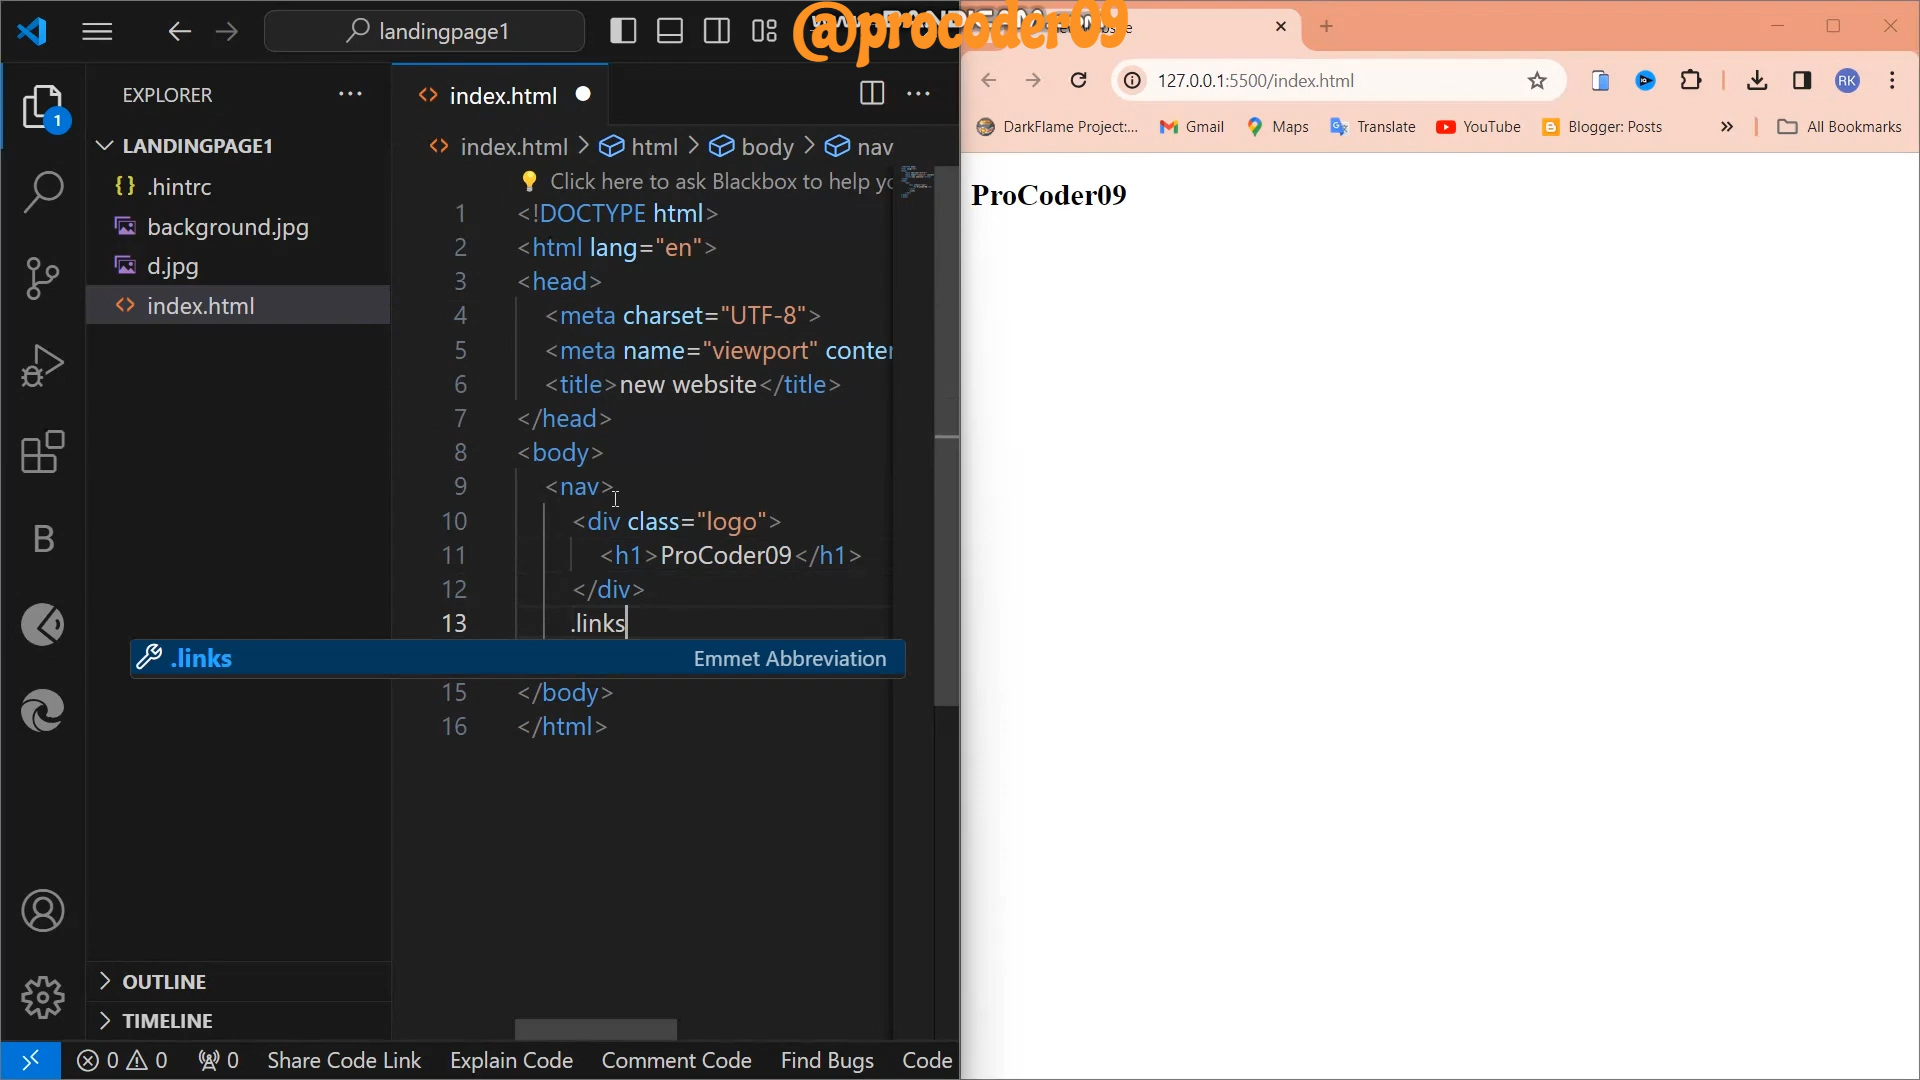 landingpage1
@procoder09
127.0.0.1:5500/index.html
RK
DarkFlame Project:...
Gmail
Maps
Translate
YouTube
Blogger: Posts
All Bookmarks
ProCoder09
EXPLORER
LANDINGPAGE1
{} .hintrc
background.jpg
d.jpg
<> index.html
1
B
OUTLINE
TIMELINE
<> index.html
<> index.html > html > body > nav
Click here to ask Blackbox to help yo
1 <!DOCTYPE html>
2 <html lang="en">
3 <head>
4 <meta charset="UTF-8">
5 <meta name="viewport" conten
6 <title>new website</title>
7 </head>
8 <body>
9 <nav>
10 <div class="logo">
11 <h1>ProCoder09</h1>
12 </div>
13 .links
.links Emmet Abbreviation
15 </body>
16 </html>
0 0 0 Share Code Link Explain Code Comment Code Find Bugs Code